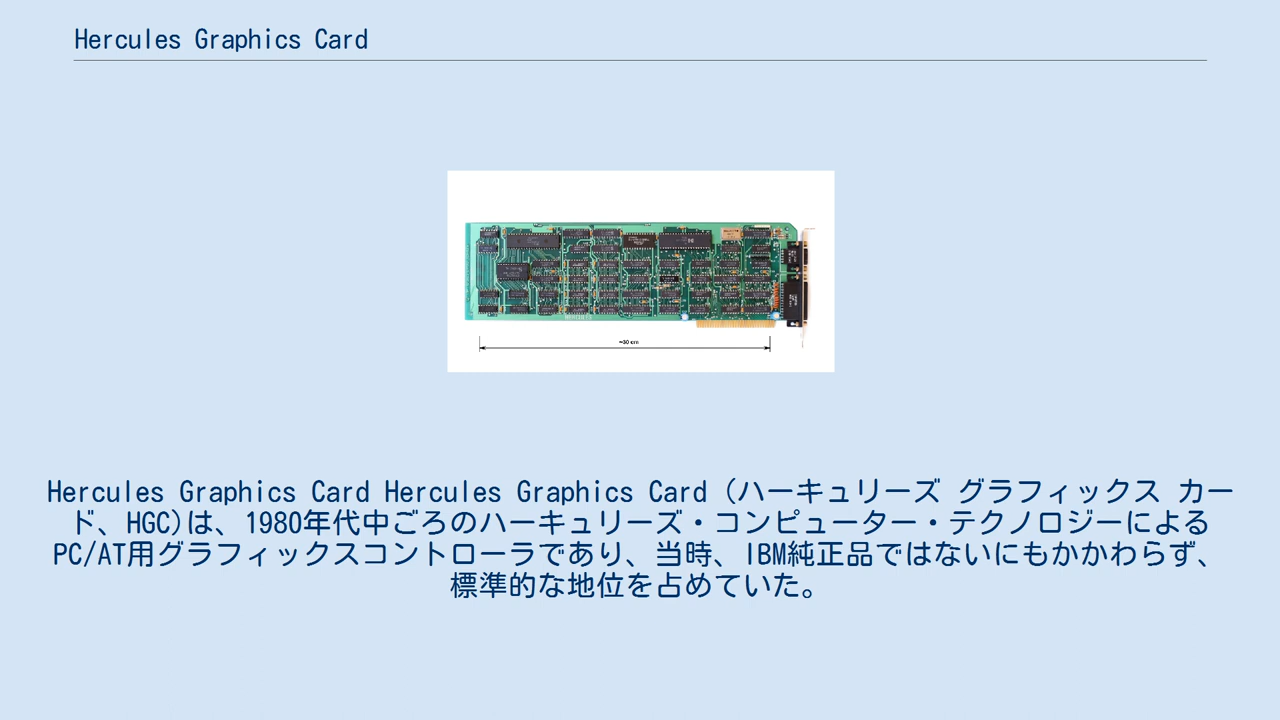 Hercules Graphics Card
≈30 cm
Hercules Graphics Card Hercules Graphics Card (ハーキュリーズ グラフィックス カー
ド、HGC)は、1980年代中ごろのハーキュリーズ・コンピューター・テクノロジーによる
PC/AT用グラフィックスコントローラであり、当時、IBM純正品ではないにもかかわらず、
標準的な地位を占めていた。